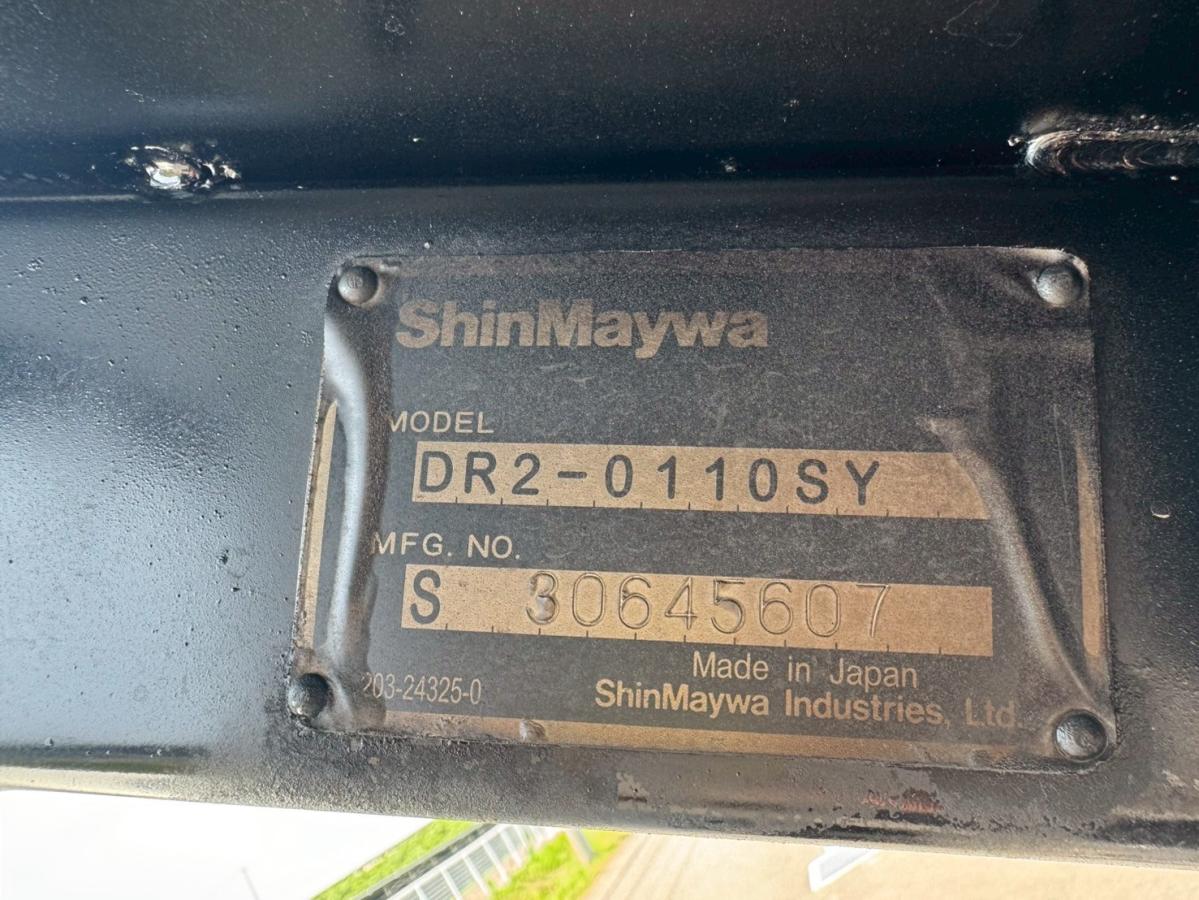 ShinMaywa
MODEL
DR2-0110SY
MFG. NO.
S 30645607
Made in Japan
203-24325-0
ShinMaywa Industries, Ltd.